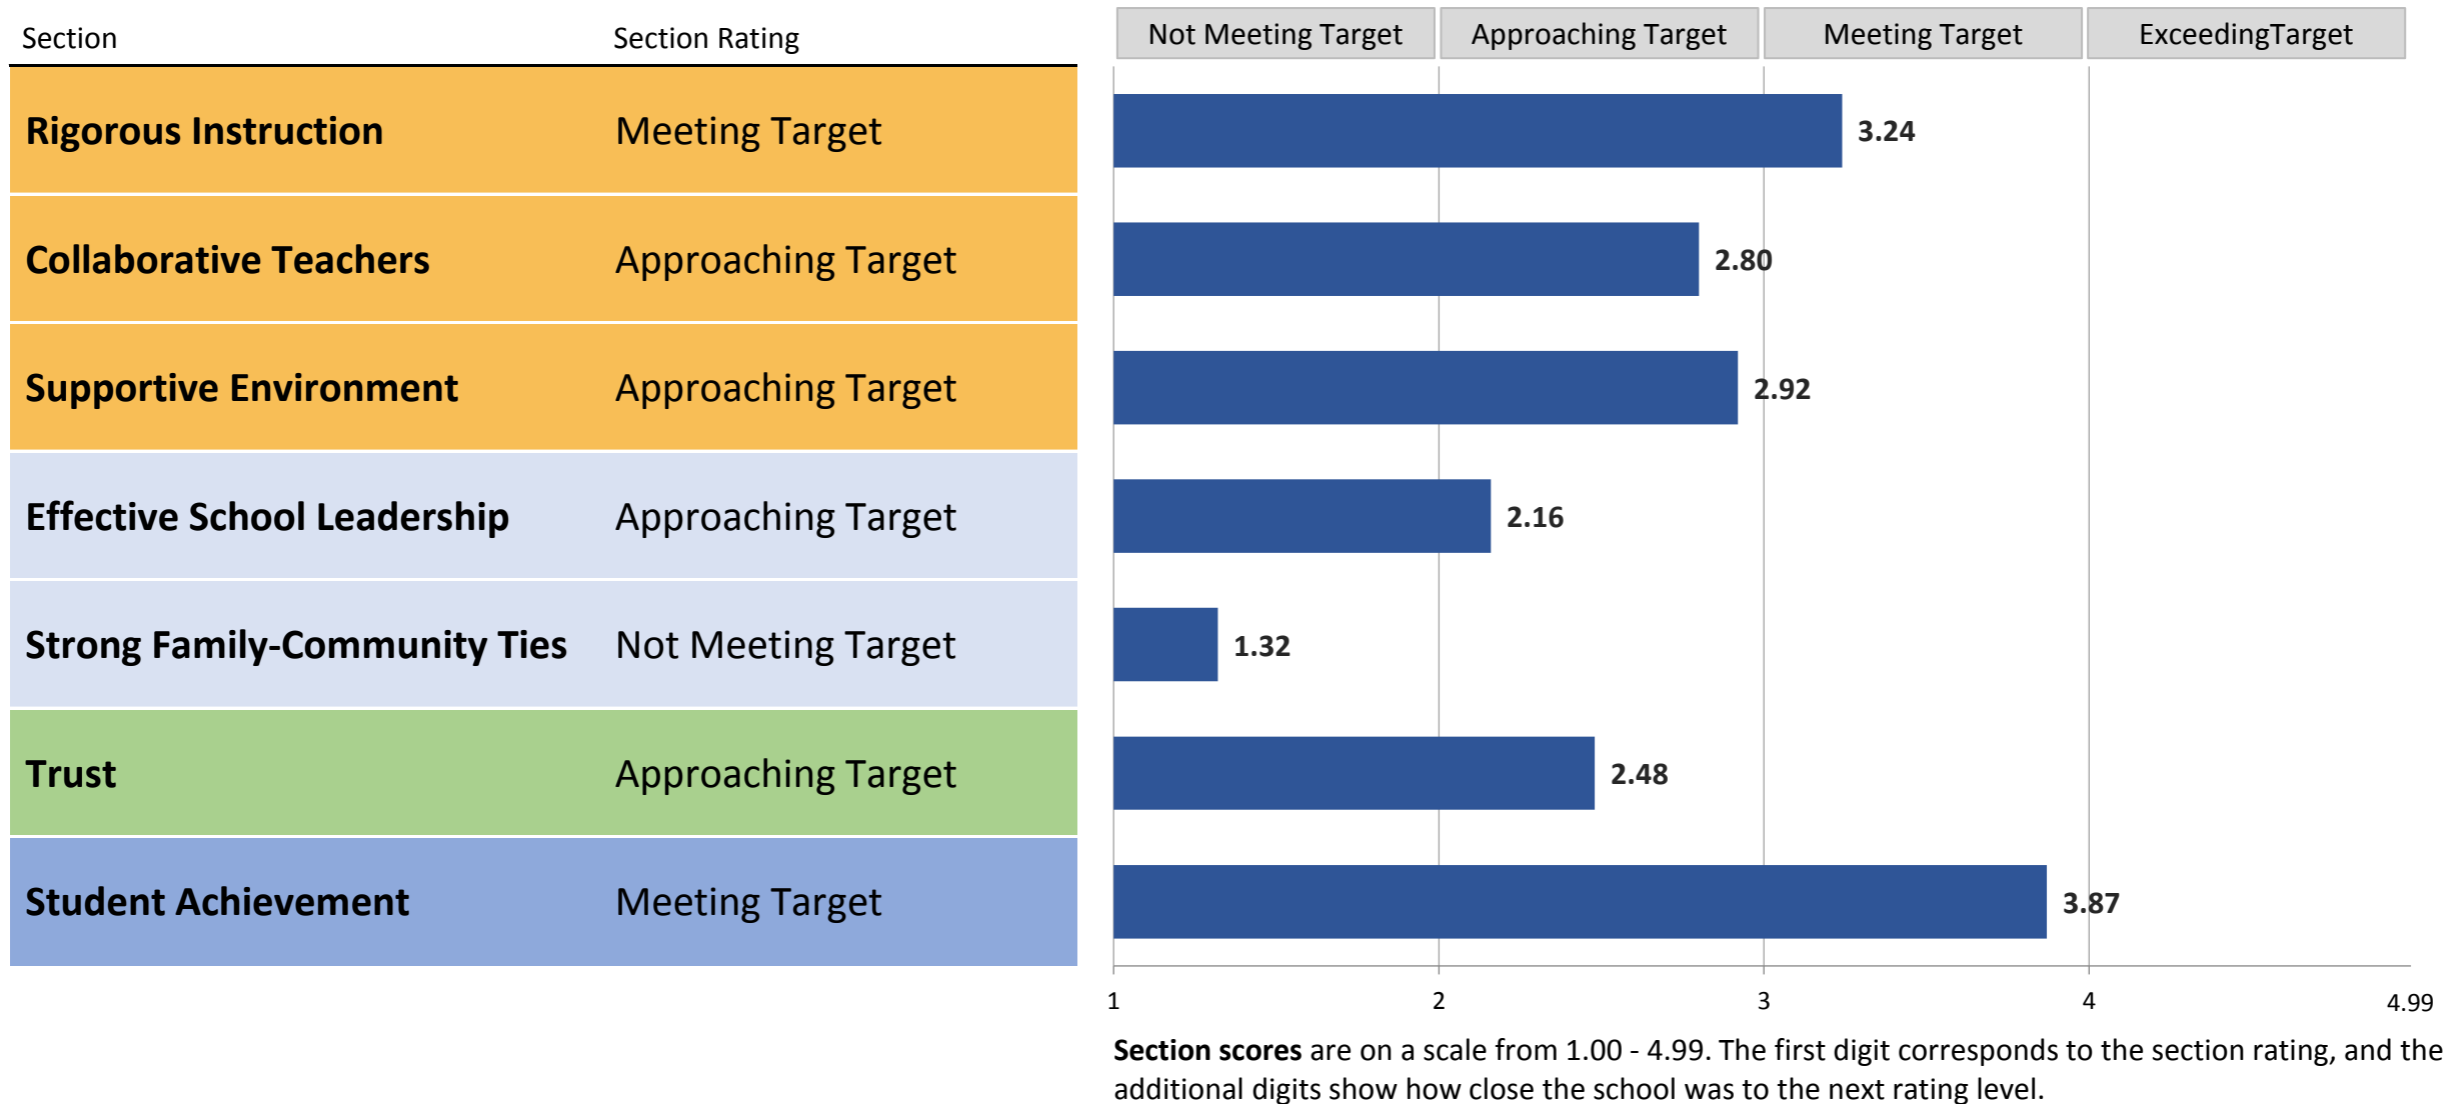 Section Section Rating Not Meeting Target Approaching Target Meeting Target ExceedingTarget
Rigorous Instruction Meeting Target 3.24
Collaborative Teachers Approaching Target 2.80
Supportive Environment Approaching Target 2.92
Effective School Leadership Approaching Target 2.16
Strong Family-Community Ties Not Meeting Target 1.32
Trust Approaching Target 2.48
Student Achievement Meeting Target 3.87
1 2 3 4 4.99
Section scores are on a scale from 1.00 - 4.99. The first digit corresponds to the section rating, and the
additional digits show how close the school was to the next rating level.